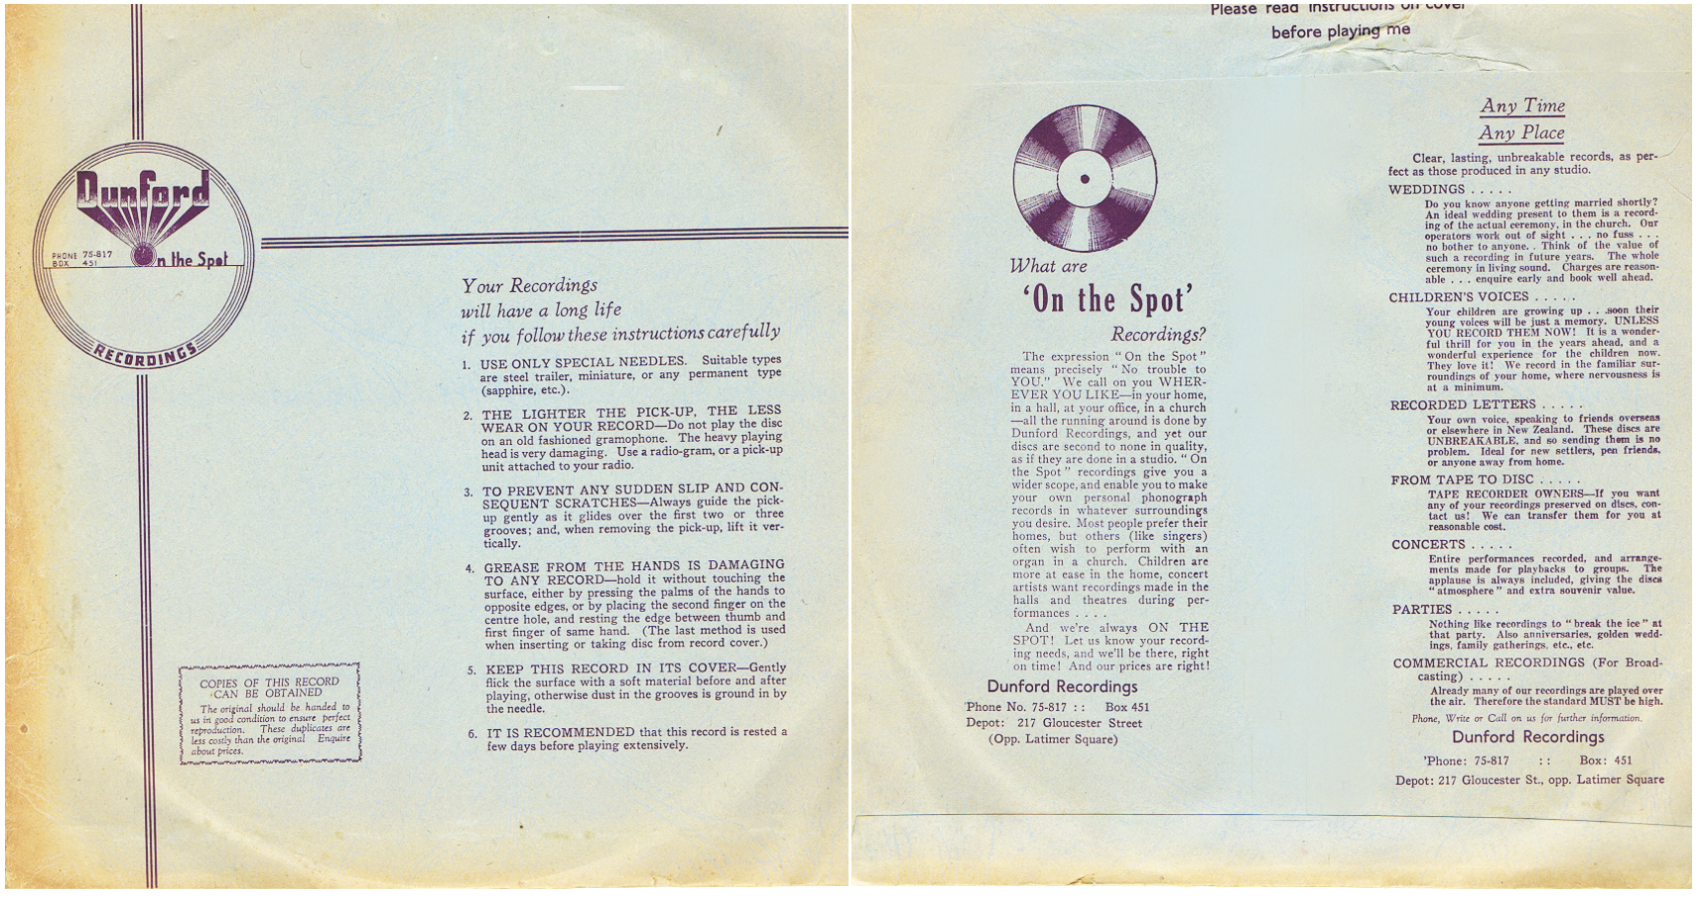 Dunford
PHONE 75-817
BOX 451
On the Spot
RECORDINGS
Your Recordings
will have a long life
if you follow these instructions carefully
1. USE ONLY SPECIAL NEEDLES. Suitable types
are steel trailer, miniature, or any permanent type
(sapphire, etc.).
2. THE LIGHTER THE PICK-UP, THE LESS
WEAR ON YOUR RECORD—Do not play the disc
on an old fashioned gramophone. The heavy playing
head is very damaging. Use a radio-gram, or a pick-up
unit attached to your radio.
3. TO PREVENT ANY SUDDEN SLIP AND CON-
SEQUENT SCRATCHES—Always guide the pick-
up gently as it glides over the first two or three
grooves; and, when removing the pick-up, lift it ver-
tically.
4. GREASE FROM THE HANDS IS DAMAGING
TO ANY RECORD—hold it without touching the
surface, either by pressing the palms of the hands to
opposite edges, or by placing the second finger on the
centre hole, and resting the edge between thumb and
first finger of same hand. (The last method is used
when inserting or taking disc from record cover.)
5. KEEP THIS RECORD IN ITS COVER—Gently
flick the surface with a soft material before and after
playing, otherwise dust in the grooves is ground in by
the needle.
6. IT IS RECOMMENDED that this record is rested a
few days before playing extensively.
COPIES OF THIS RECORD
CAN BE OBTAINED
The original should be handed to
us in good condition to ensure perfect
reproduction. These duplicates are
less costly than the original Enquire
about prices.
Please read instructions on cover
before playing me
What are
'On the Spot'
Recordings?
The expression "On the Spot"
means precisely "No trouble to
YOU." We call on you WHER-
EVER YOU LIKE—in your home,
in a hall, at your office, in a church
—all the running around is done by
Dunford Recordings, and yet our
discs are second to none in quality,
as if they are done in a studio. "On
the Spot" recordings give you a
wider scope, and enable you to make
your own personal phonograph
records in whatever surroundings
you desire. Most people prefer their
homes, but others (like singers)
often wish to perform with an
organ in a church. Children are
more at ease in the home, concert
artists want recordings made in the
halls and theatres during per-
formances . . . .
And we're always ON THE
SPOT! Let us know your record-
ing needs, and we'll be there, right
on time! And our prices are right!
Dunford Recordings
'Phone No. 75-817 : : Box 451
Depot: 217 Gloucester Street
(Opp. Latimer Square)
Any Time
Any Place
Clear, lasting, unbreakable records, as per-
fect as those produced in any studio.
WEDDINGS . . . . .
Do you know anyone getting married shortly?
An ideal wedding present to them is a record-
ing of the actual ceremony, in the church. Our
operators work out of sight . . . no fuss . . .
no bother to anyone. . Think of the value of
such a recording in future years. The whole
ceremony in living sound. Charges are reason-
able . . . enquire early and book well ahead.
CHILDREN'S VOICES . . . . .
Your children are growing up . . .soon their
young voices will be just a memory. UNLESS
YOU RECORD THEM NOW! It is a wonder-
ful thrill for you in the years ahead, and a
wonderful experience for the children now.
They love it! We record in the familiar sur-
roundings of your home, where nervousness is
at a minimum.
RECORDED LETTERS . . . . .
Your own voice, speaking to friends overseas
or elsewhere in New Zealand. These discs are
UNBREAKABLE, and so sending them is no
problem. Ideal for new settlers, pen friends,
or anyone away from home.
FROM TAPE TO DISC . . . . .
TAPE RECORDER OWNERS—If you want
any of your recordings preserved on discs, con-
tact us! We can transfer them for you at
reasonable cost.
CONCERTS . . . . .
Entire performances recorded, and arrange-
ments made for playbacks to groups. The
applause is always included, giving the discs
"atmosphere" and extra souvenir value.
PARTIES . . . . .
Nothing like recordings to "break the ice" at
that party. Also anniversaries, golden wedd-
ings, family gatherings, etc., etc.
COMMERCIAL RECORDINGS (For Broad-
casting) . . . . .
Already many of our recordings are played over
the air. Therefore the standard MUST be high.
Phone, Write or Call on us for further information.
Dunford Recordings
'Phone: 75-817 : : Box: 451
Depot: 217 Gloucester St., opp. Latimer Square